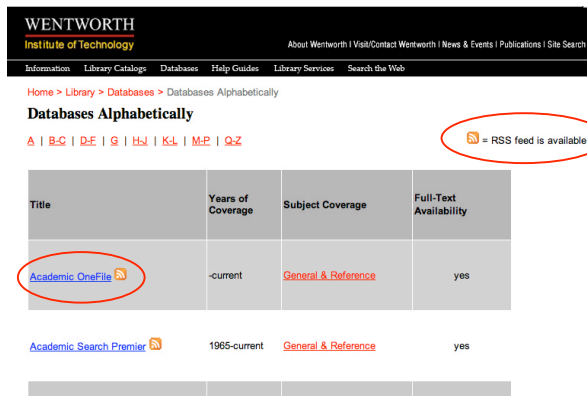 WENTWORTH
Institute of Technology
About Wentworth I Visit/Contact Wentworth I News & Events I Publications I Site Search
Information Library Catalogs Databases Help Guides Library Services Search the Web
Home > Library > Databases > Databases Alphabetically
Databases Alphabetically
A | B-C | D-F | G | H-J | K-L | M-P | Q-Z
= RSS feed is available
Title
Years of
Coverage
Subject Coverage
Full-Text
Availability
Academic OneFile
-current
General & Reference
yes
Academic Search Premier
1965-current
General & Reference
yes